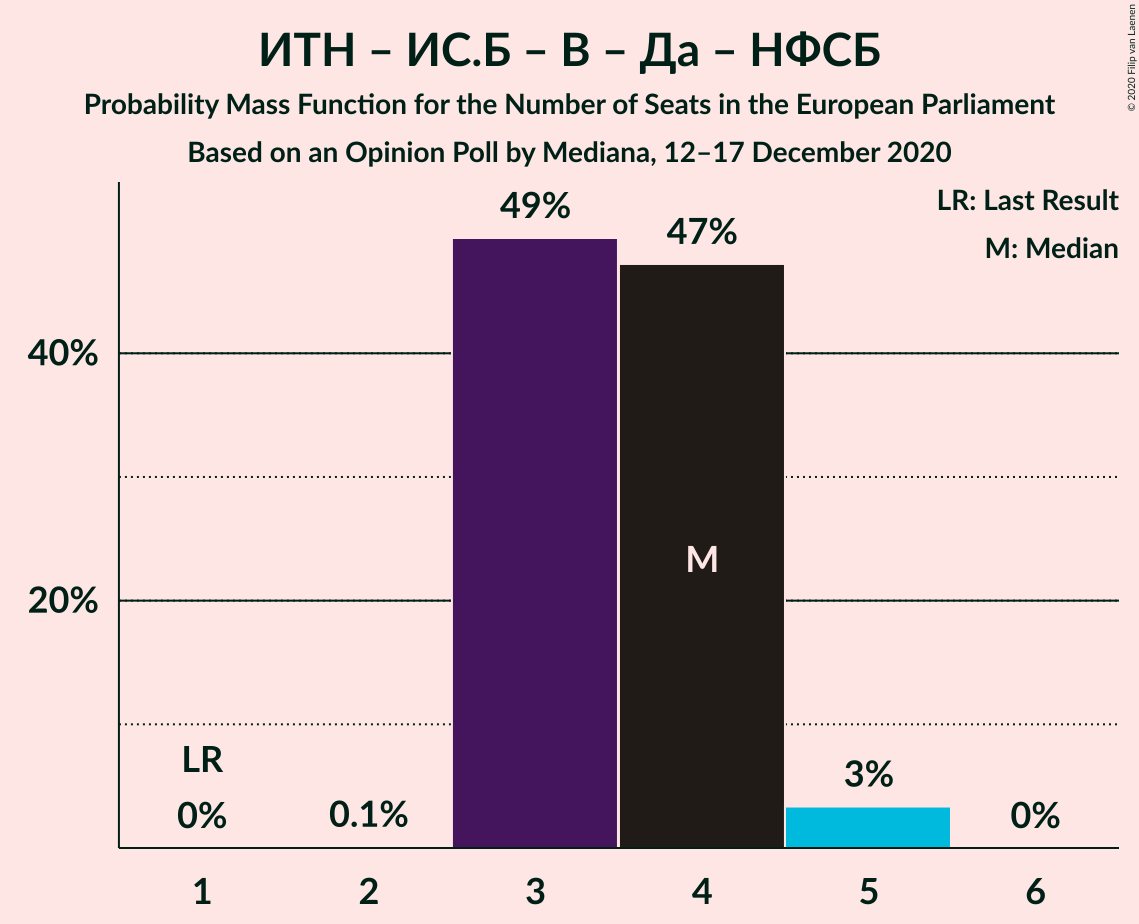 ИТН – ИС.Б – В – Да – НФСБ
Probability Mass Function for the Number of Seats in the European Parliament
Based on an Opinion Poll by Mediana, 12–17 December 2020
© 2020 Filip van Laenen
LR: Last Result
M: Median
49%
47%
40%
M
20%
LR
3%
0%
0.1%
0%
1 2 3 4 5 6